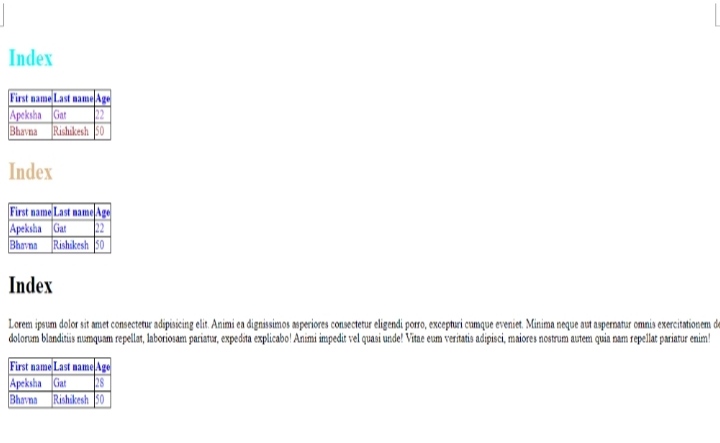 Index
First name Last name Age
Apeksha Gat 22
Bhavna Rishikesh 50
Index
First name Last name Age
Apeksha Gat 22
Bhavna Rishikesh 50
Index
Lorem ipsum dolor sit amet consectetur adipisicing elit. Animi ea dignissimos asperiores consectetur eligendi porro, excepturi cumque eveniet. Minima neque aut aspernatur omnis exercitationem
dolorum blanditiis numquam repellat, laboriosam pariatur, expedita explicabo! Animi impedit vel quasi unde! Vitae eum veritatis adipisci, maiores nostrum autem quia nam repellat pariatur enim!
First name Last name Age
Apeksha Gat 28
Bhavna Rishikesh 50